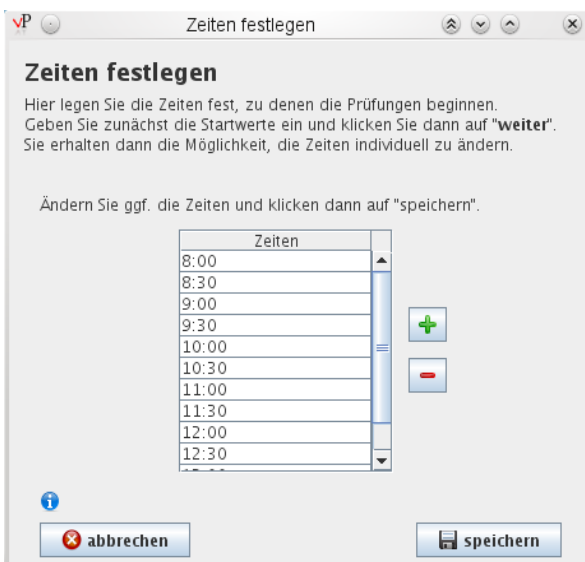 vP
Zeiten festlegen
Zeiten festlegen
Hier legen Sie die Zeiten fest, zu denen die Prüfungen beginnen.
Geben Sie zunächst die Startwerte ein und klicken Sie dann auf "weiter".
Sie erhalten dann die Möglichkeit, die Zeiten individuell zu ändern.
Ändern Sie ggf. die Zeiten und klicken dann auf "speichern".
Zeiten
8:00
8:30
9:00
9:30
10:00
10:30
11:00
11:30
12:00
12:30
abbrechen
speichern